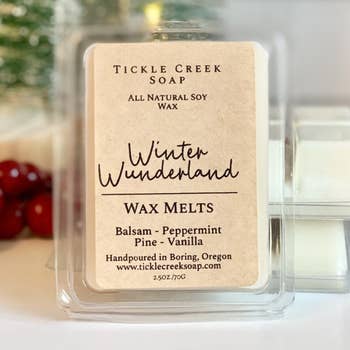 Tickle Creek
Soap
All Natural Soy
Wax
Winter
Wunderland
Wax Melts
Balsam - Peppermint
Pine - Vanilla
Handpoured in Boring, Oregon
www.ticklecreeksoap.com
2.5oz/70g